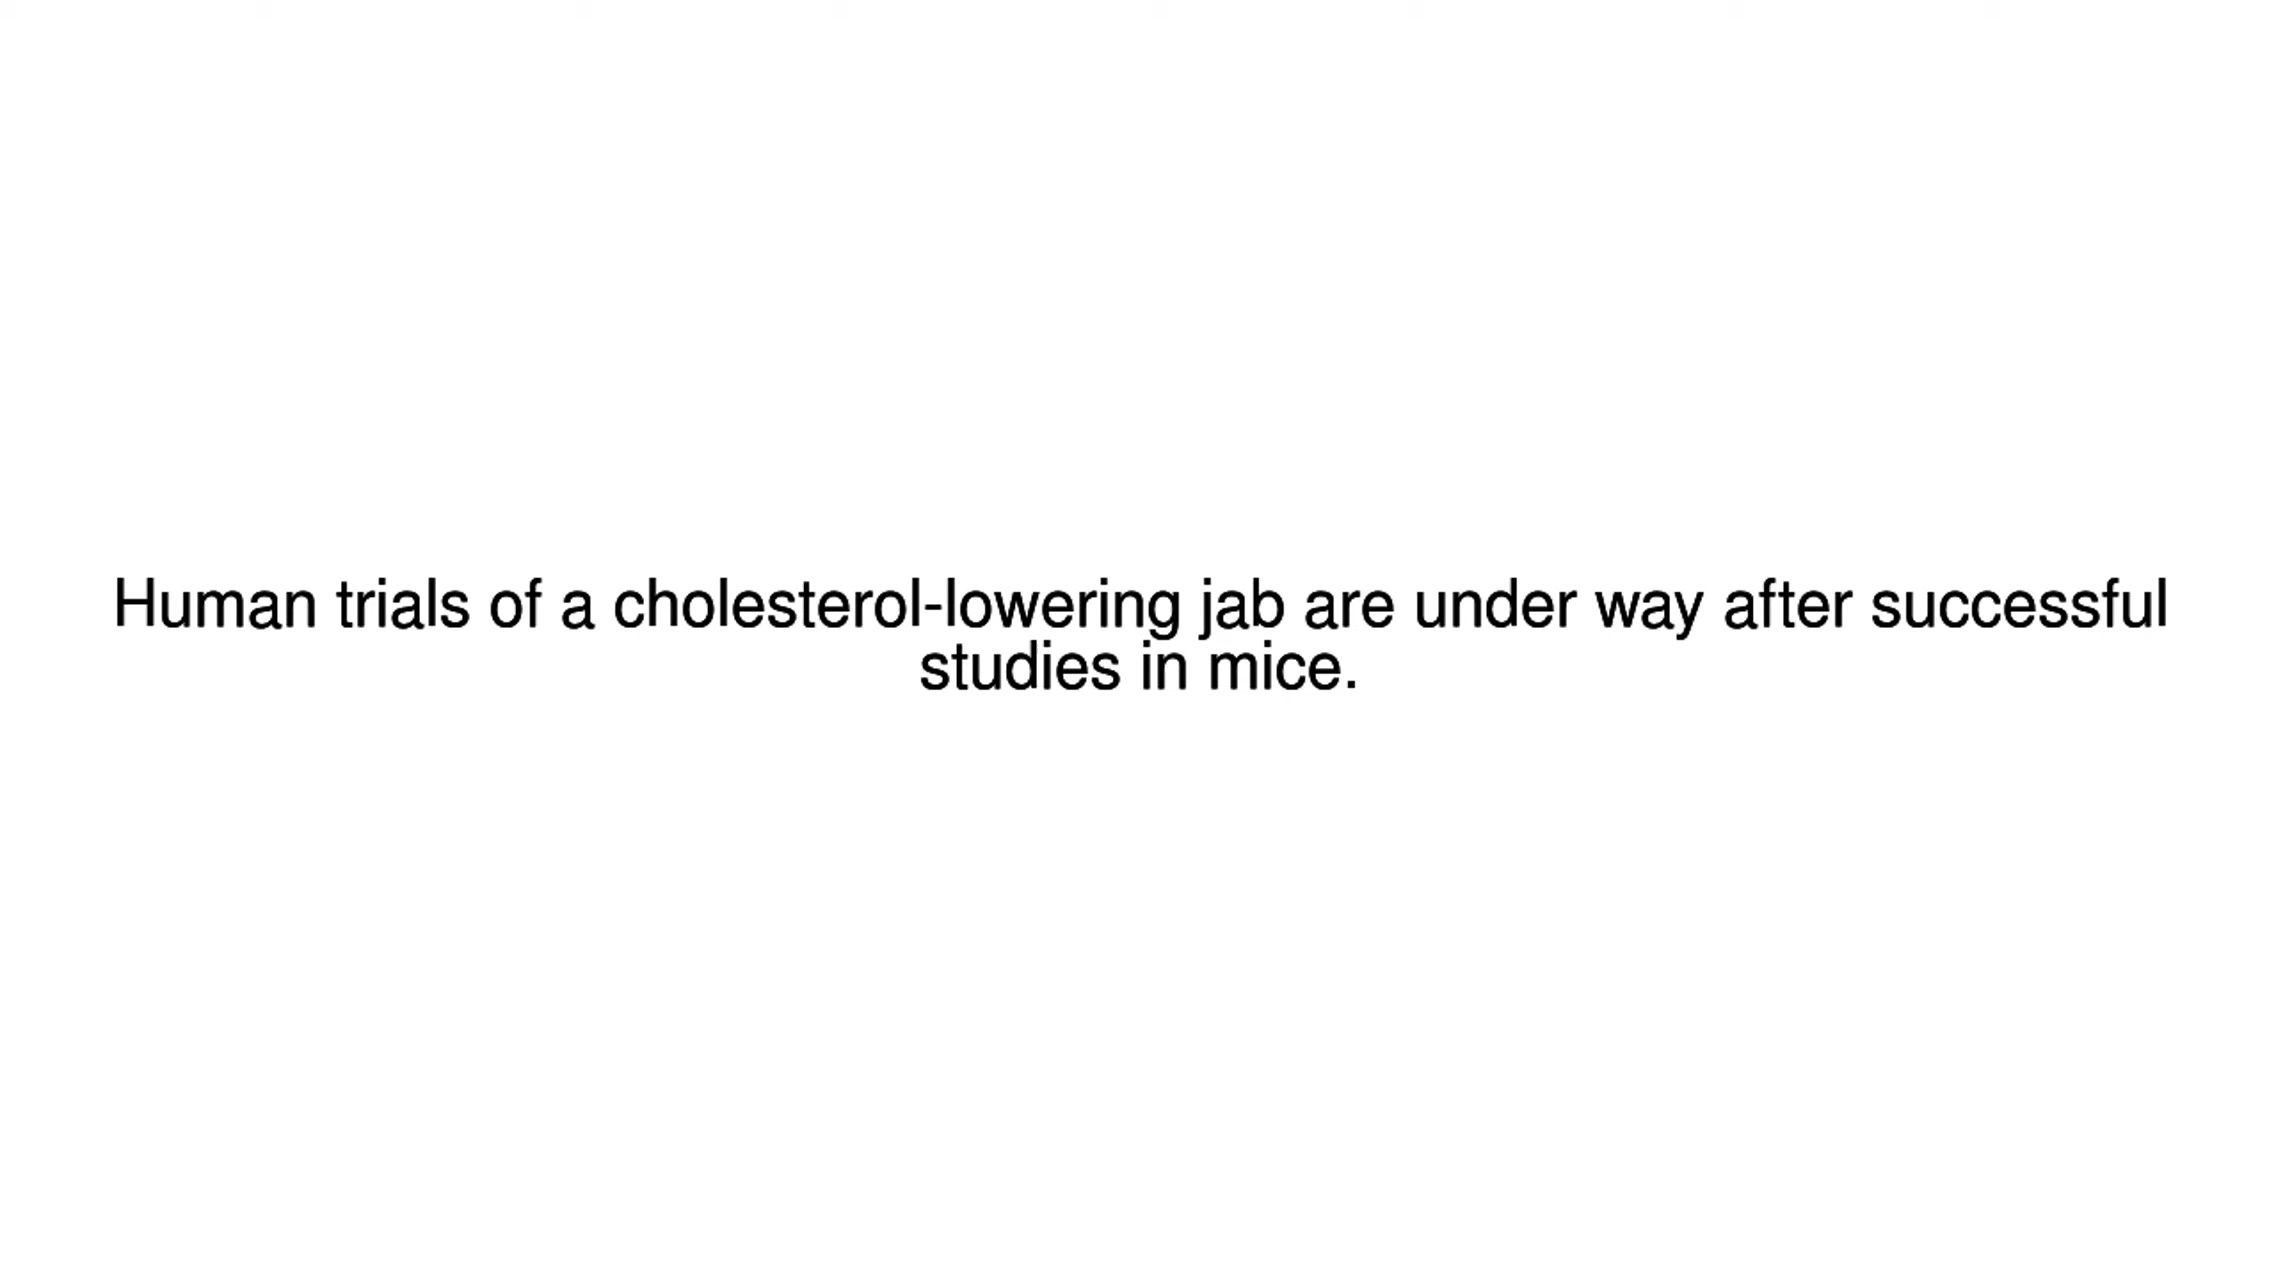 Human trials of a cholesterol-lowering jab are under way after successful
studies in mice.